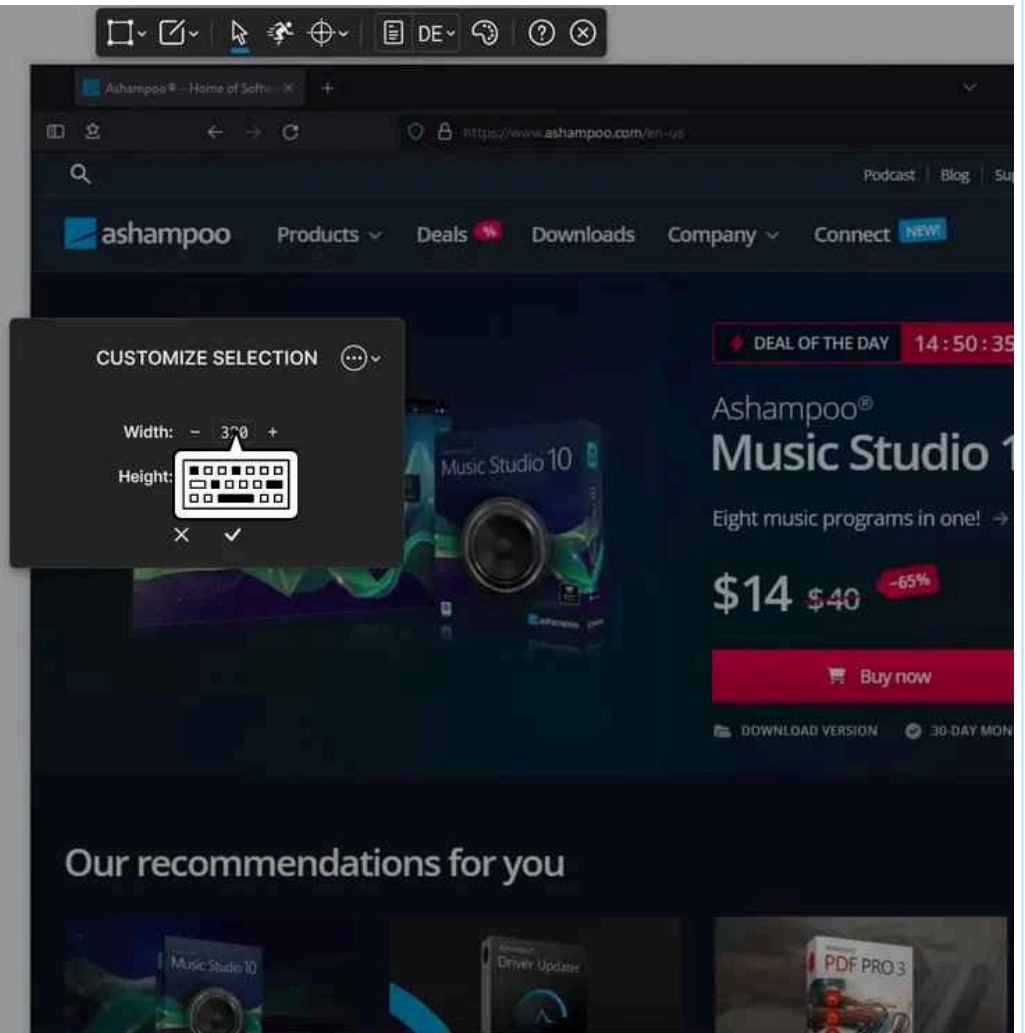 DE
Ashampoo® - Home of Softw
https://www.ashampoo.com/en-us
Podcast Blog Sup
ashampoo Products Deals % Downloads Company Connect NEW!
DEAL OF THE DAY 14:50:35
CUSTOMIZE SELECTION
Width: − +
Height:
Music Studio 10
Ashampoo®
Music Studio 1
Eight music programs in one! →
$14 $40 -65%
Ashampoo
Buy now
DOWNLOAD VERSION 30-DAY MON
Our recommendations for you
Music Studio 10
Driver Updater
PDF PRO 3